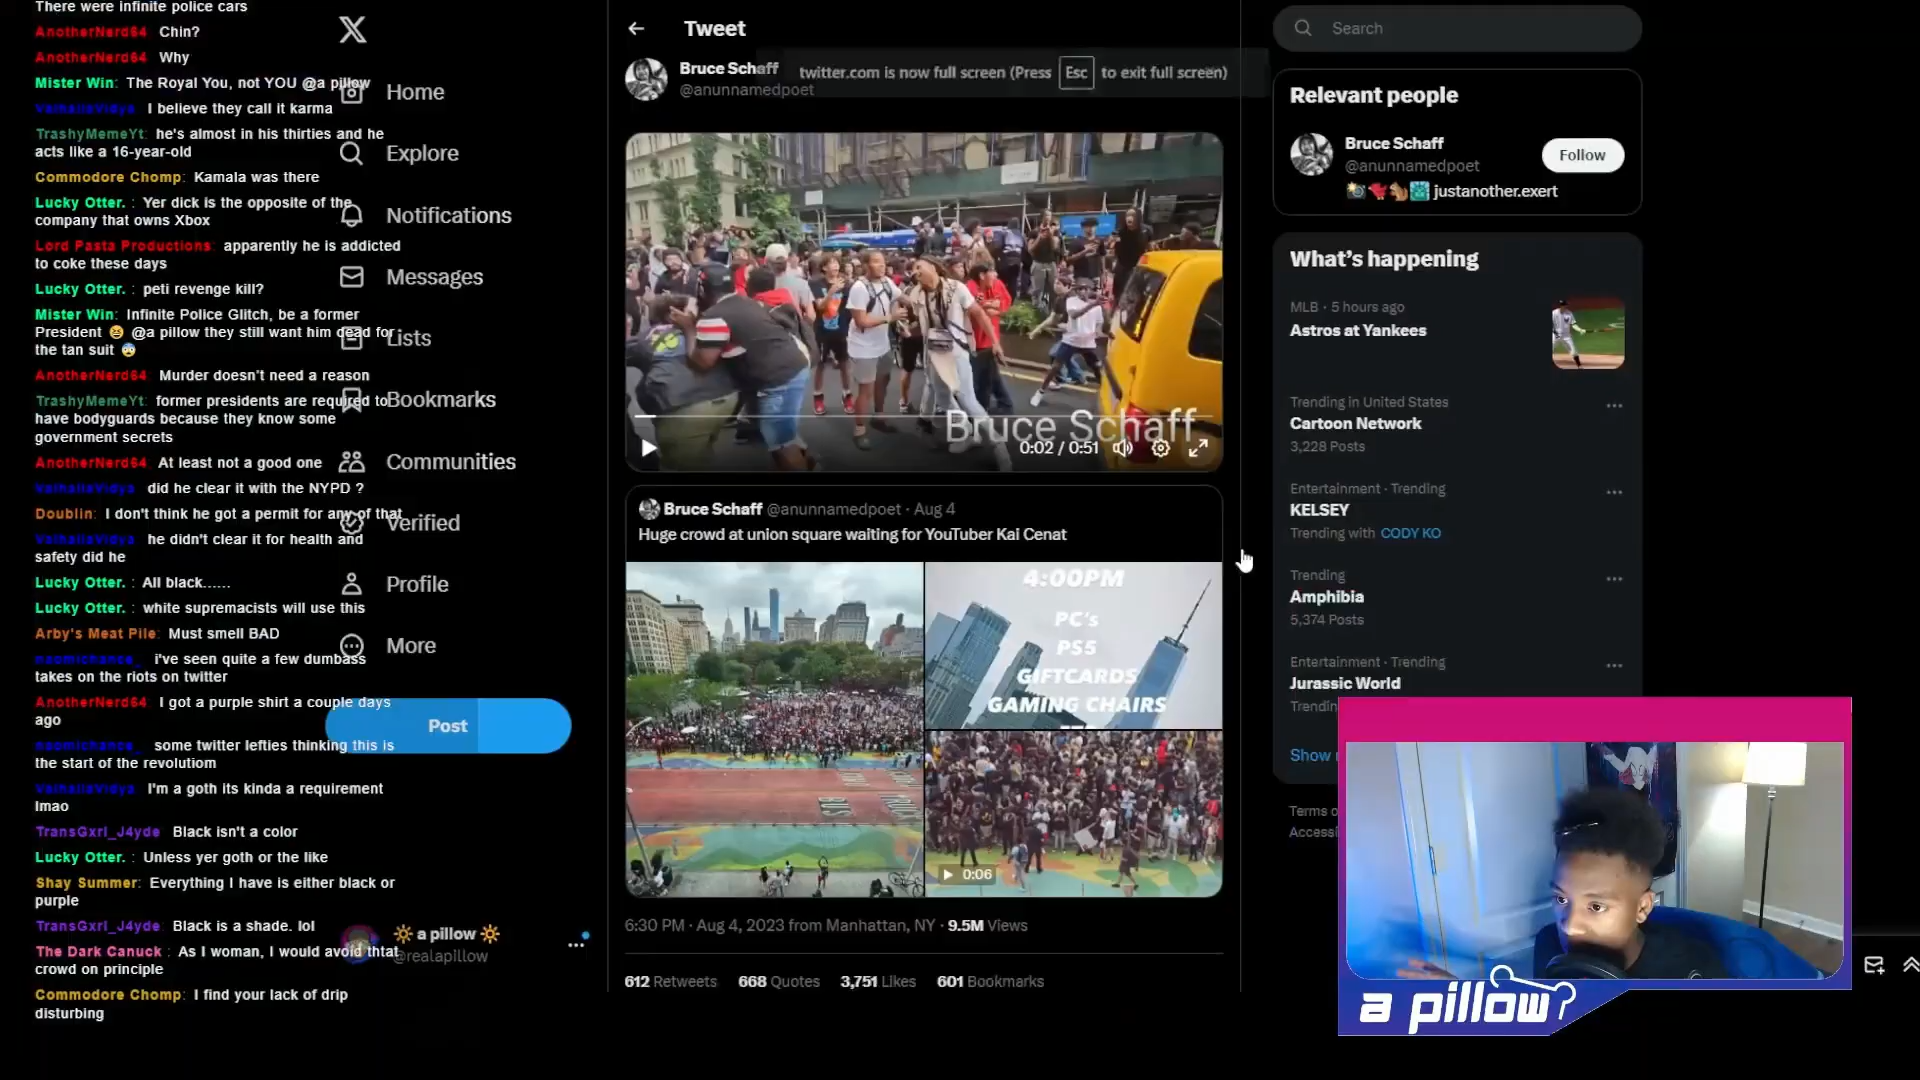 There were infinite police cars
AnotherNerd64 Chin?
AnotherNerd64 Why
Mister Win: The Royal You, not YOU @a pillow
ValhallaVidya I believe they call it karma
TrashyMemeYt: he's almost in his thirties and he
acts like a 16-year-old
Commodore Chomp: Kamala was there
Lucky Otter. : Yer dick is the opposite of the
company that owns Xbox
Lord Pasta Productions: apparently he is addicted
to coke these days
Lucky Otter. : peti revenge kill?
Mister Win: Infinite Police Glitch, be a former
President 😆 @a pillow they still want him dead for
the tan suit 😨
AnotherNerd64 Murder doesn't need a reason
TrashyMemeYt: former presidents are required to
have bodyguards because they know some
government secrets
AnotherNerd64 At least not a good one
ValhallaVidya did he clear it with the NYPD ?
Doublin: I don't think he got a permit for any of that
ValhallaVidya he didn't clear it for health and
safety did he
Lucky Otter. : All black......
Lucky Otter. : white supremacists will use this
Arby's Meat Pile: Must smell BAD
naomichance_ i've seen quite a few dumbass
takes on the riots on twitter
AnotherNerd64 I got a purple shirt a couple days
ago
naomichance_ some twitter lefties thinking this is
the start of the revolutiom
ValhallaVidya I'm a goth its kinda a requirement
lmao
TransGxrl_J4yde Black isn't a color
Lucky Otter. : Unless yer goth or the like
Shay Summer: Everything I have is either black or
purple
TransGxrl_J4yde: Black is a shade. lol
The Dark Canuck : As I woman, I would avoid thtat
crowd on principle
Commodore Chomp: I find your lack of drip
disturbing
X
Home
Explore
Notifications
Messages
Lists
Bookmarks
Communities
Verified
Profile
More
Post
🔆 a pillow 🔆
@realapillow
Tweet
Bruce Schaff
@anunnamedpoet
twitter.com is now full screen (Press Esc to exit full screen)
Bruce Schaff
0:02 / 0:51
Bruce Schaff @anunnamedpoet · Aug 4
Huge crowd at union square waiting for YouTuber Kai Cenat
4:00PM
PC's
PS5
GIFTCARDS
GAMING CHAIRS
BUS
0:06
6:30 PM · Aug 4, 2023 from Manhattan, NY · 9.5M Views
612 Retweets 668 Quotes 3,751 Likes 601 Bookmarks
Search
Relevant people
Bruce Schaff
@anunnamedpoet
justanother.exert
Follow
What's happening
MLB · 5 hours ago
Astros at Yankees
Trending in United States
Cartoon Network
3,228 Posts
Entertainment · Trending
KELSEY
Trending with CODY KO
Trending
Amphibia
5,374 Posts
Entertainment · Trending
Jurassic World
Show
Terms
a pillow?